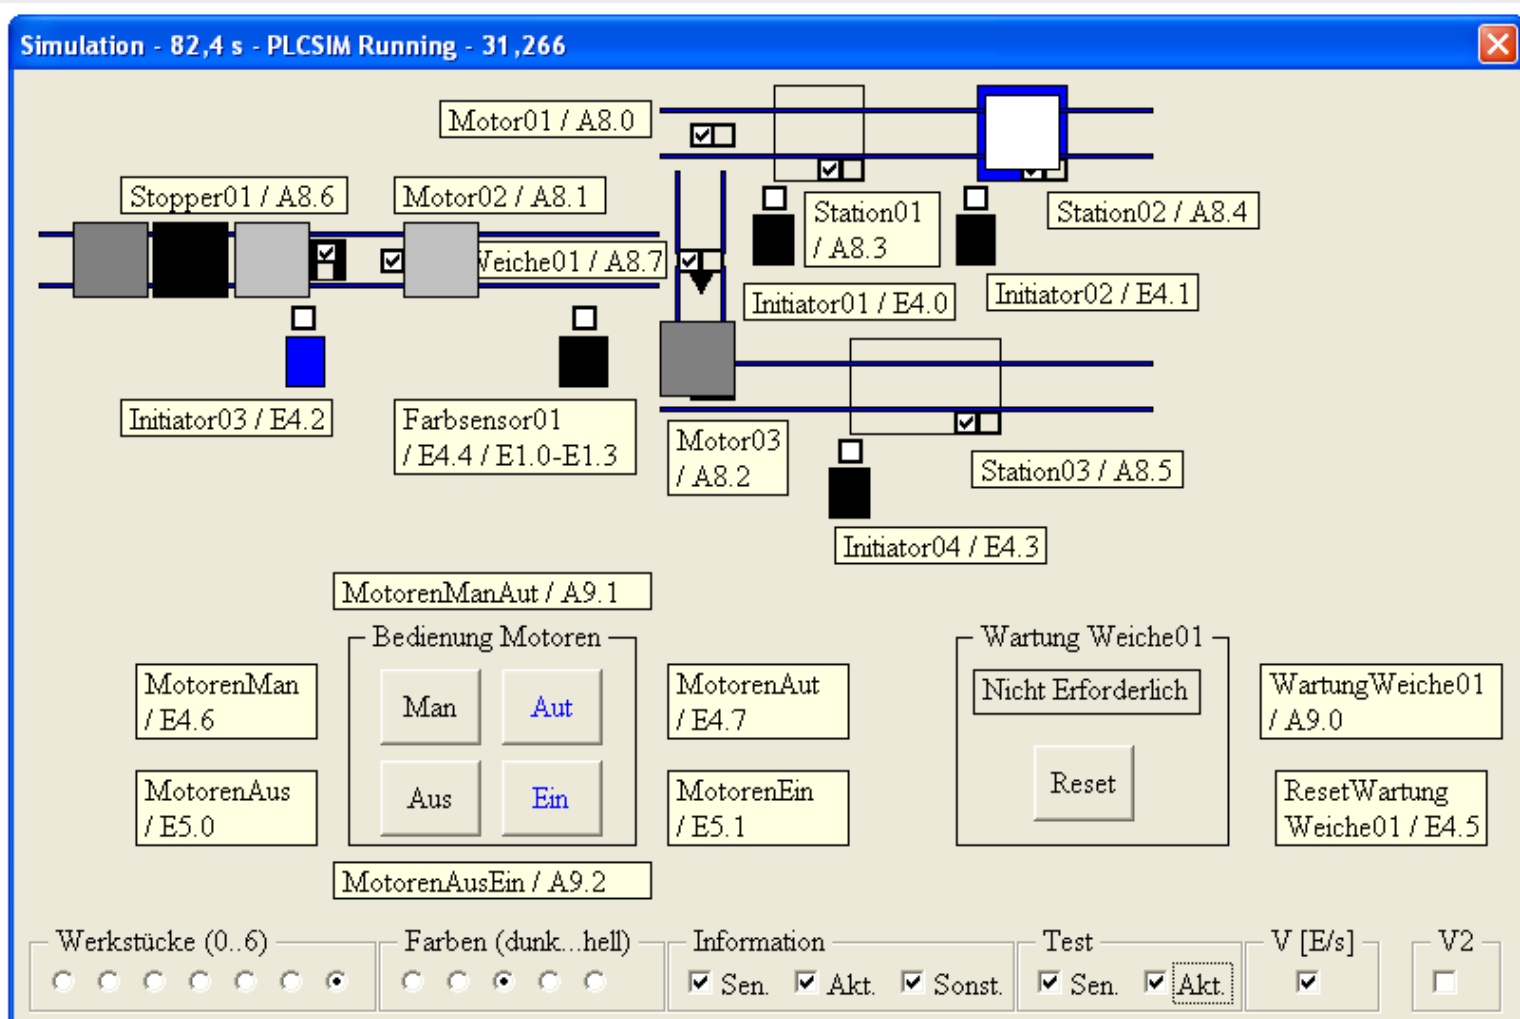 Simulation - 82,4 s - PLCSIM Running - 31,266
Motor01 / A8.0
Stopper01 / A8.6
Motor02 / A8.1
Station01
/ A8.3
Station02 / A8.4
Weiche01 / A8.7
Initiator01 / E4.0
Initiator02 / E4.1
Initiator03 / E4.2
Farbsensor01
/ E4.4 / E1.0-E1.3
Motor03
/ A8.2
Station03 / A8.5
Initiator04 / E4.3
MotorenManAut / A9.1
Bedienung Motoren
Wartung Weiche01
MotorenMan
/ E4.6
Man
Aut
MotorenAut
/ E4.7
Nicht Erforderlich
WartungWeiche01
/ A9.0
MotorenAus
/ E5.0
Aus
Ein
MotorenEin
/ E5.1
Reset
ResetWartung
Weiche01 / E4.5
MotorenAusEin / A9.2
Werkstücke (0..6)
Farben (dunk...hell)
Information
Test
V [E/s]
V2
Sen.
Akt.
Sonst.
Sen.
Akt.